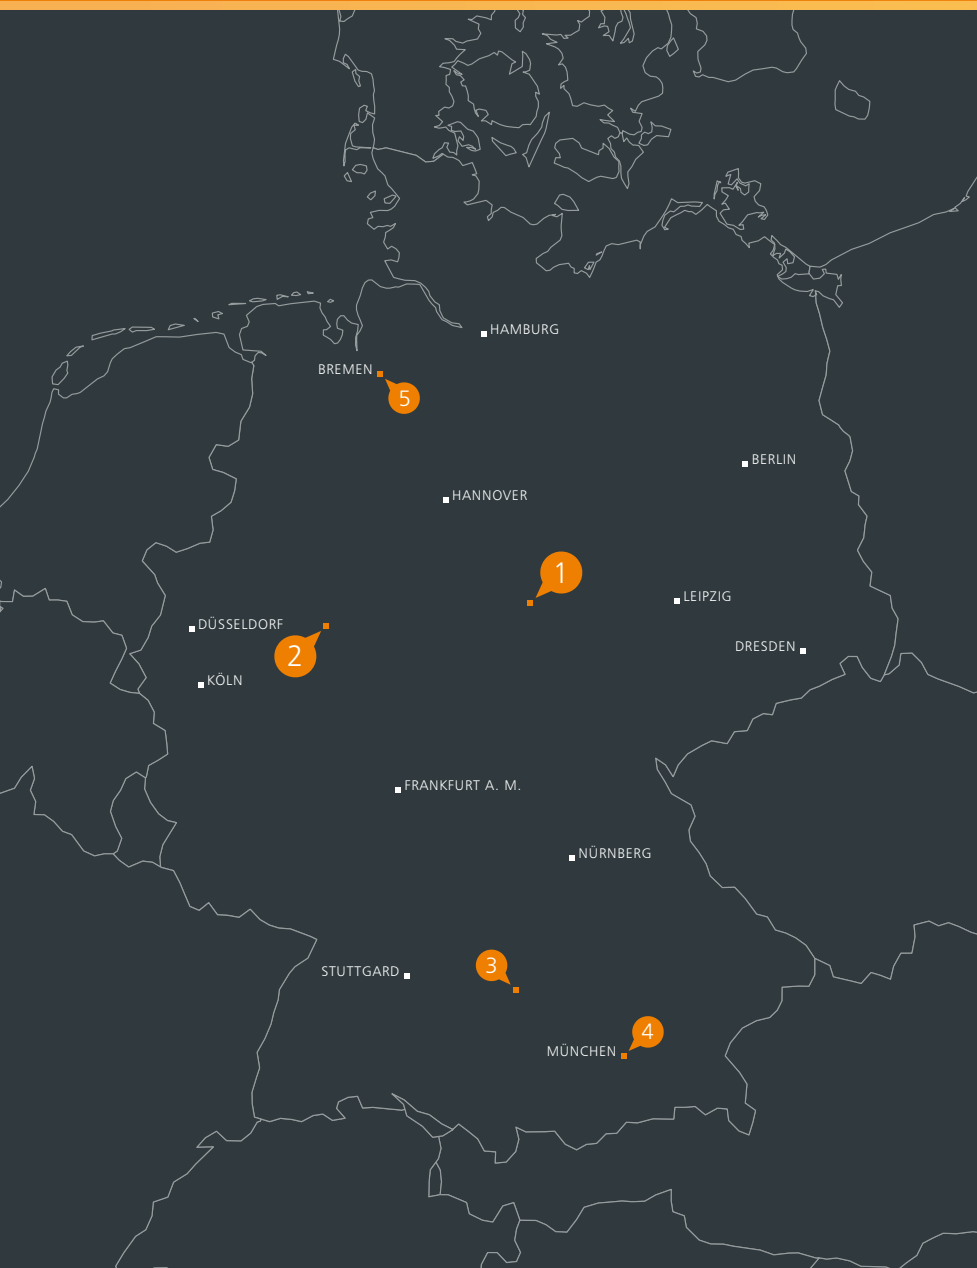 HAMBURG
BREMEN
5
BERLIN
HANNOVER
1
LEIPZIG
DÜSSELDORF
DRESDEN
2
KÖLN
FRANKFURT A. M.
NÜRNBERG
3
STUTTGARD
4
MÜNCHEN